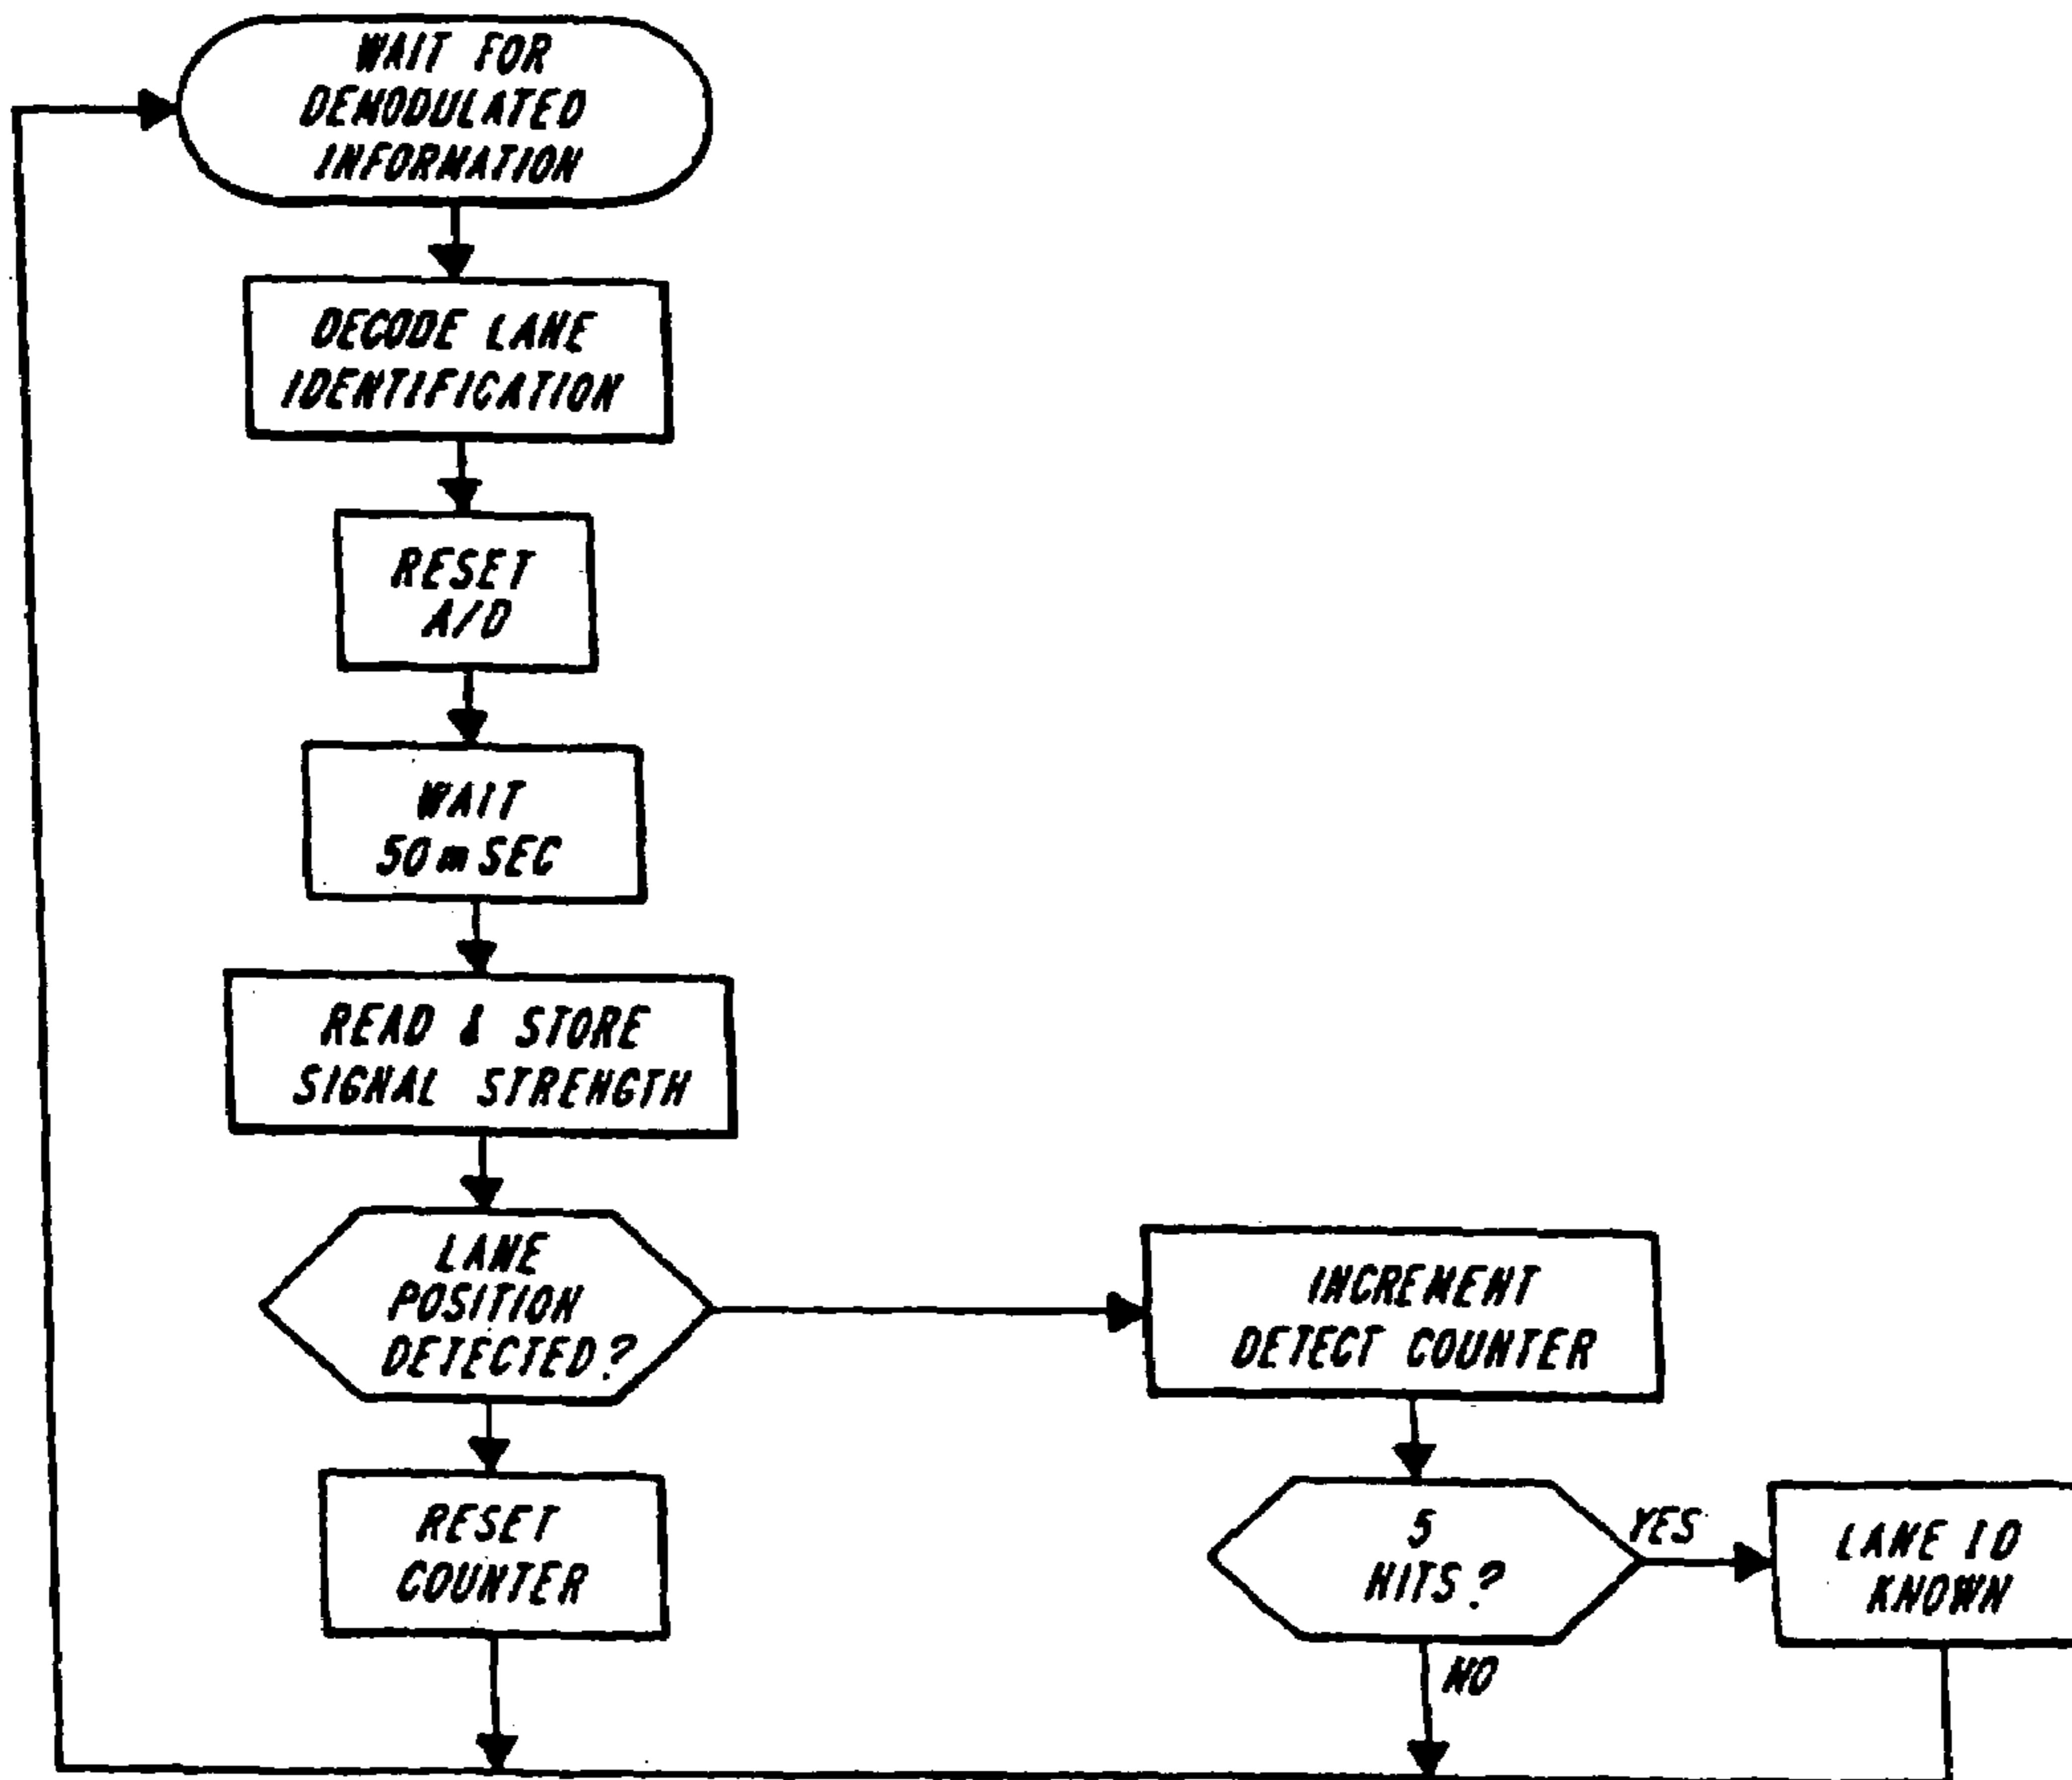 WAIT FOR
DEMODULATED
INFORMATION
DECODE LANE
IDENTIFICATION
RESET
A/D
WAIT
50 m SEC
READ & STORE
SIGNAL STRENGTH
LANE
POSITION
DETECTED?
INCREMENT
DETECT COUNTER
RESET
COUNTER
5
HITS?
YES
LANE ID
KNOWN
NO